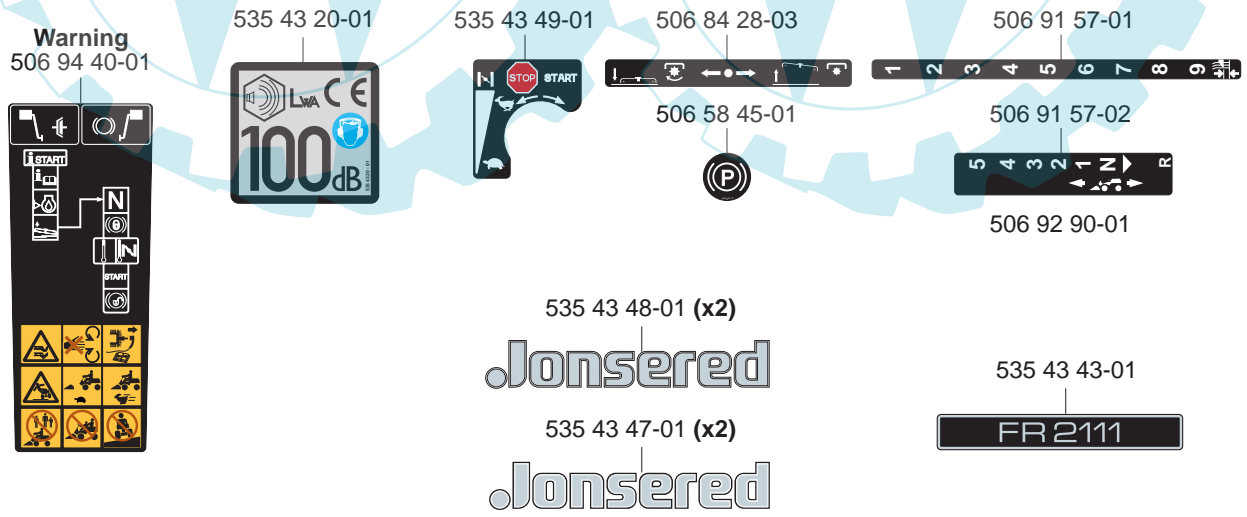 Warning
506 94 40-01
START
i
N
N
START
535 43 20-01
LWA CE
100dB
535 43 49-01
STOP START
506 84 28-03
506 58 45-01
P
506 91 57-01
1 2 3 4 5 6 7 8 9
506 91 57-02
5 4 3 2 1 N R
506 92 90-01
535 43 48-01 (x2)
Jonsered
535 43 47-01 (x2)
Jonsered
535 43 43-01
FR 2111